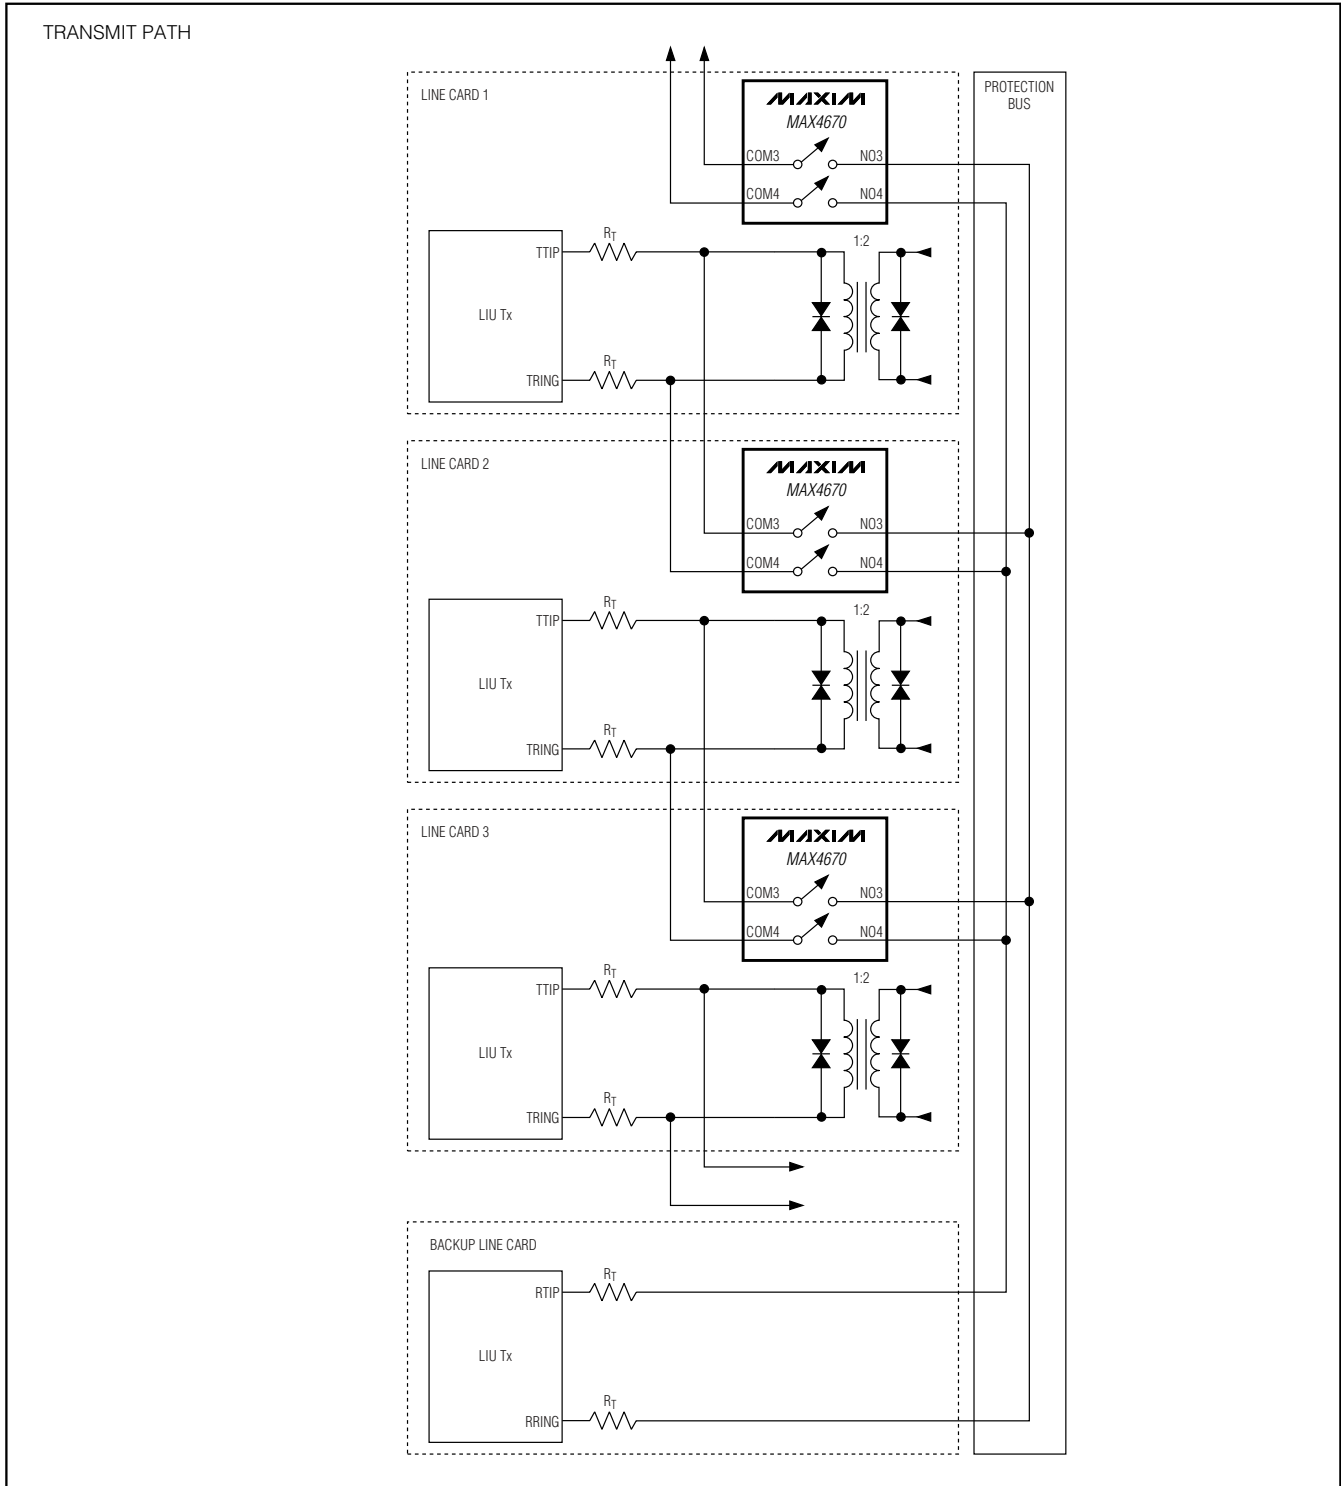 TRANSMIT PATH
LINE CARD 1
PROTECTION
BUS
MAXIM
MAX4670
COM3
NO3
COM4
NO4
RT
1:2
TTIP
LIU Tx
RT
TRING
LINE CARD 2
MAXIM
MAX4670
COM3
NO3
COM4
NO4
RT
1:2
TTIP
LIU Tx
RT
TRING
LINE CARD 3
MAXIM
MAX4670
COM3
NO3
COM4
NO4
RT
1:2
TTIP
LIU Tx
RT
TRING
BACKUP LINE CARD
RT
RTIP
LIU Tx
RT
RRING